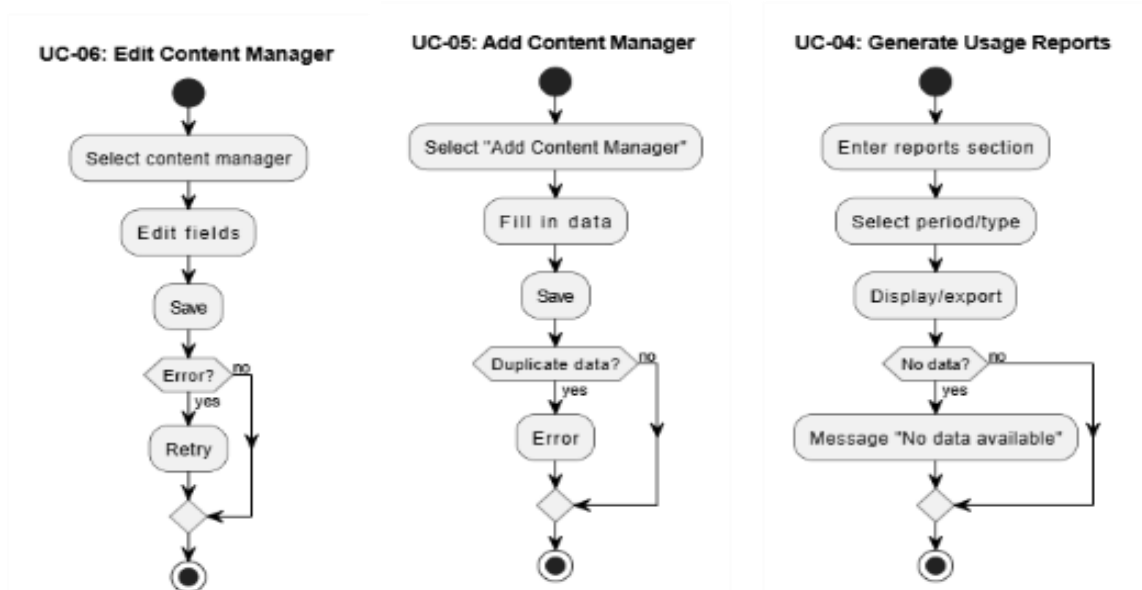 UC-06: Edit Content Manager
Select content manager
Edit fields
Save
Error?
no
yes
Retry
UC-05: Add Content Manager
Select "Add Content Manager"
Fill in data
Save
Duplicate data?
no
yes
Error
UC-04: Generate Usage Reports
Enter reports section
Select period/type
Display/export
No data?
no
yes
Message "No data available"